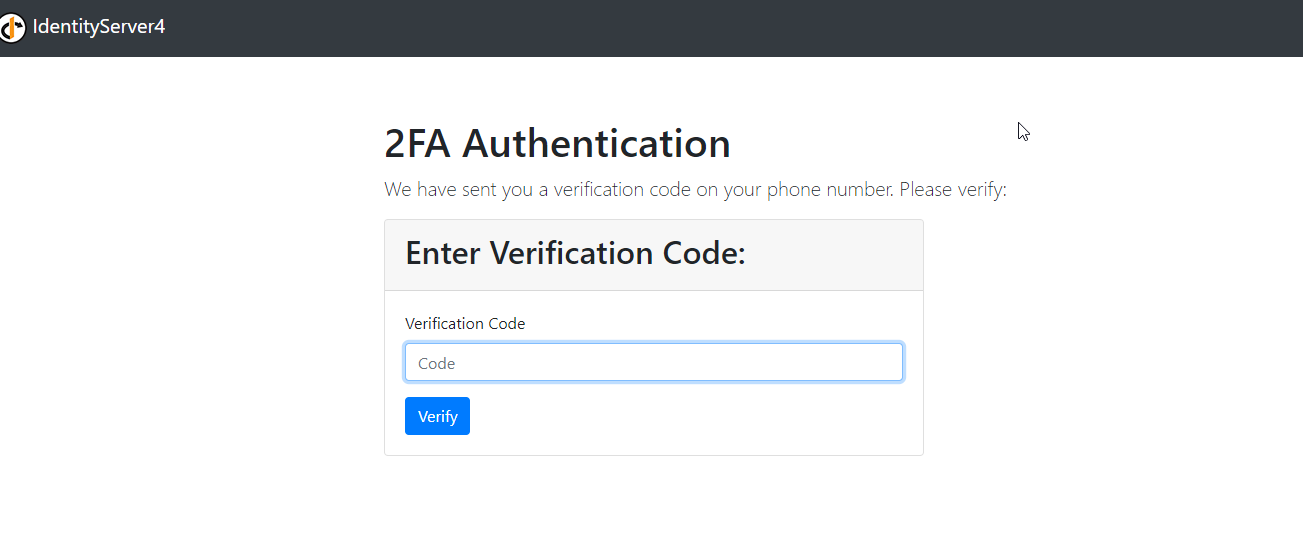 IdentityServer4
2FA Authentication
We have sent you a verification code on your phone number. Please verify:
Enter Verification Code:
Verification Code
Code
Verify